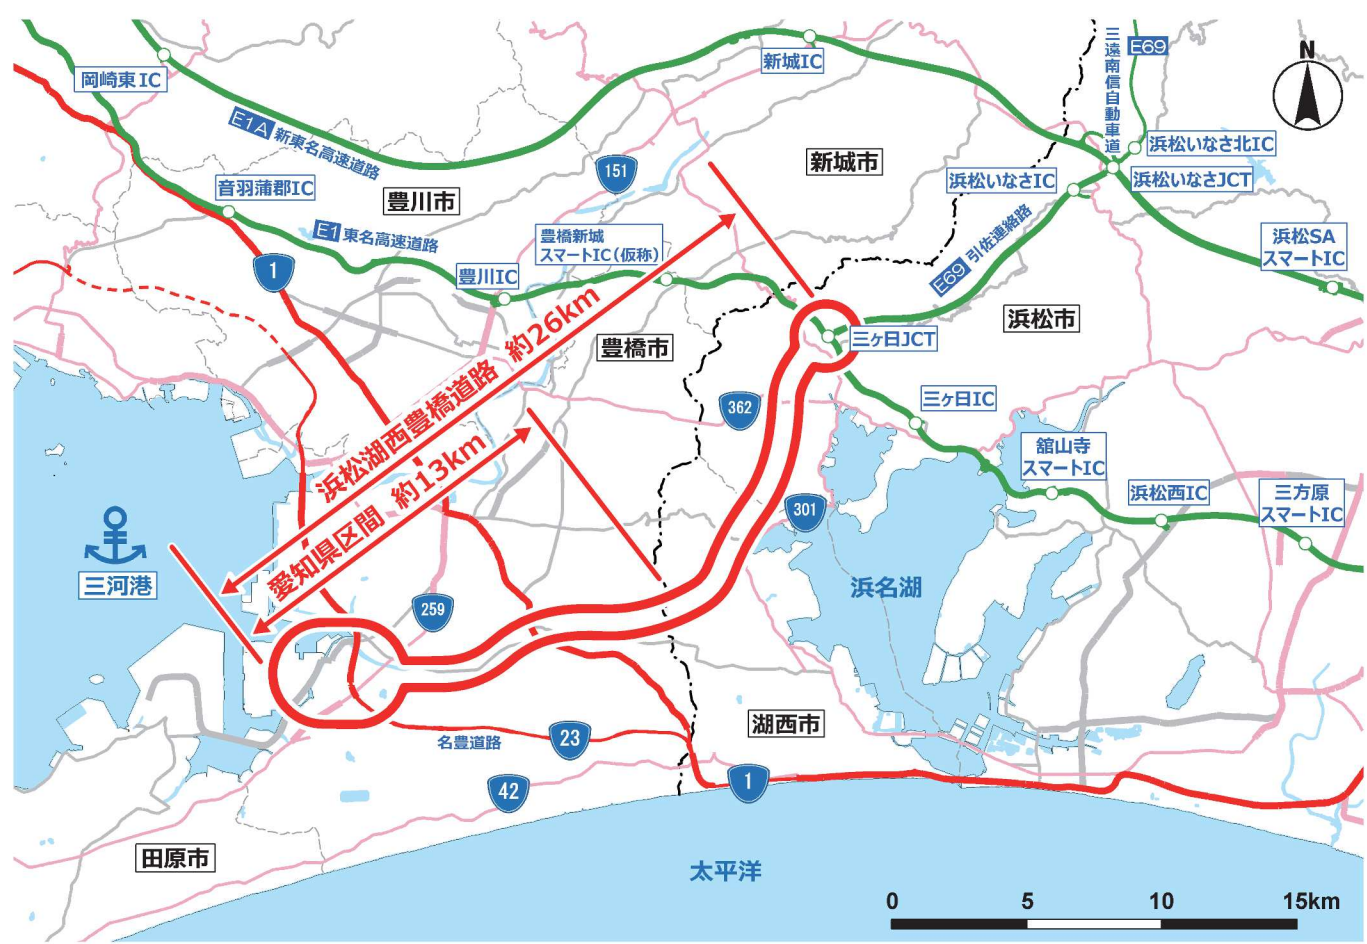 三遠南信自動車道
E69
N
新城IC
岡崎東IC
E1A 新東名高速道路
浜松いなさ北IC
151
新城市
浜松いなさIC
浜松いなさJCT
音羽蒲郡IC
豊川市
E1 東名高速道路
豊橋新城
スマートIC(仮称)
E69 引佐連絡路
浜松SA
スマートIC
1
豊川IC
浜松市
豊橋市
三ヶ日JCT
浜松湖西豊橋道路 約26km
362
三ヶ日IC
愛知県区間 約13km
舘山寺
スマートIC
浜松西IC
三方原
スマートIC
301
三河港
浜名湖
259
湖西市
名豊道路
23
42
1
田原市
太平洋
0 5 10 15km